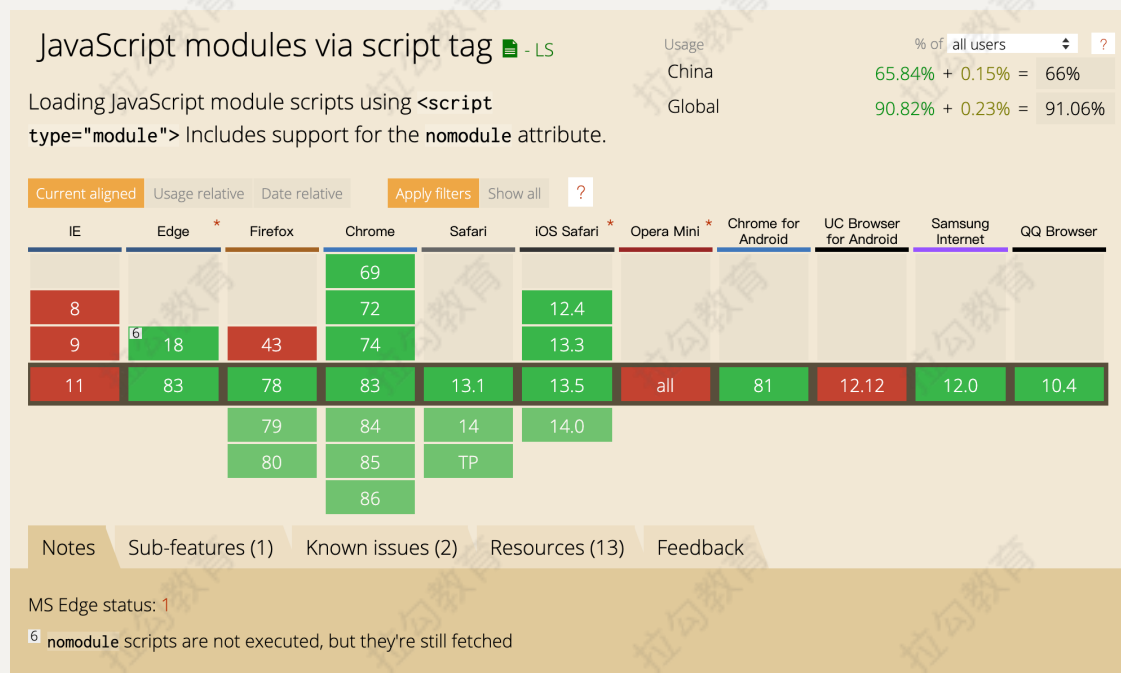 JavaScript modules via script tag - LS
Loading JavaScript module scripts using <script
type="module"> Includes support for the nomodule attribute.
Usage % of all users ?
China 65.84% + 0.15% = 66%
Global 90.82% + 0.23% = 91.06%
Current aligned Usage relative Date relative Apply filters Show all ?
IE Edge * Firefox Chrome Safari iOS Safari * Opera Mini * Chrome for Android UC Browser for Android Samsung Internet QQ Browser
69
8 72 12.4
9 6 18 43 74 13.3
11 83 78 83 13.1 13.5 all 81 12.12 12.0 10.4
79 84 14 14.0
80 85 TP
86
Notes Sub-features (1) Known issues (2) Resources (13) Feedback
MS Edge status: 1
6 nomodule scripts are not executed, but they're still fetched
拉勾教育